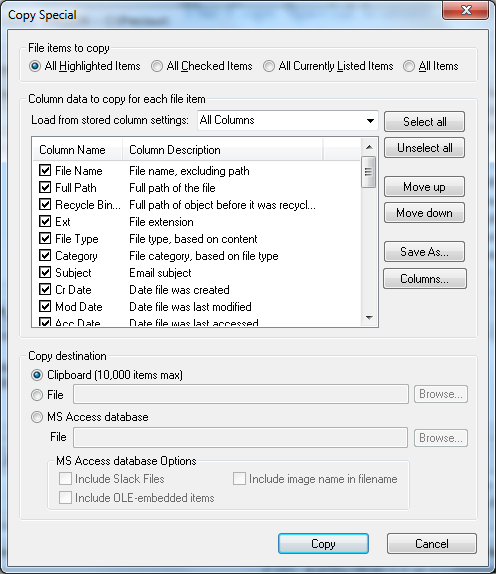 Copy Special
File items to copy
All Highlighted Items All Checked Items All Currently Listed Items All Items
Column data to copy for each file item
Load from stored column settings: All Columns Select all
Unselect all
Column Name Column Description
File Name File name, excluding path
Full Path Full path of the file Move up
Recycle Bin... Full path of object before it was recycl...
Ext File extension Move down
File Type File type, based on content
Category File category, based on file type Save As...
Subject Email subject
Cr Date Date file was created Columns...
Mod Date Date file was last modified
Acc Date Date file was last accessed
Copy destination
Clipboard (10,000 items max)
File Browse...
MS Access database
File Browse...
MS Access database Options
Include Slack Files Include image name in filename
Include OLE-embedded items
Copy Cancel